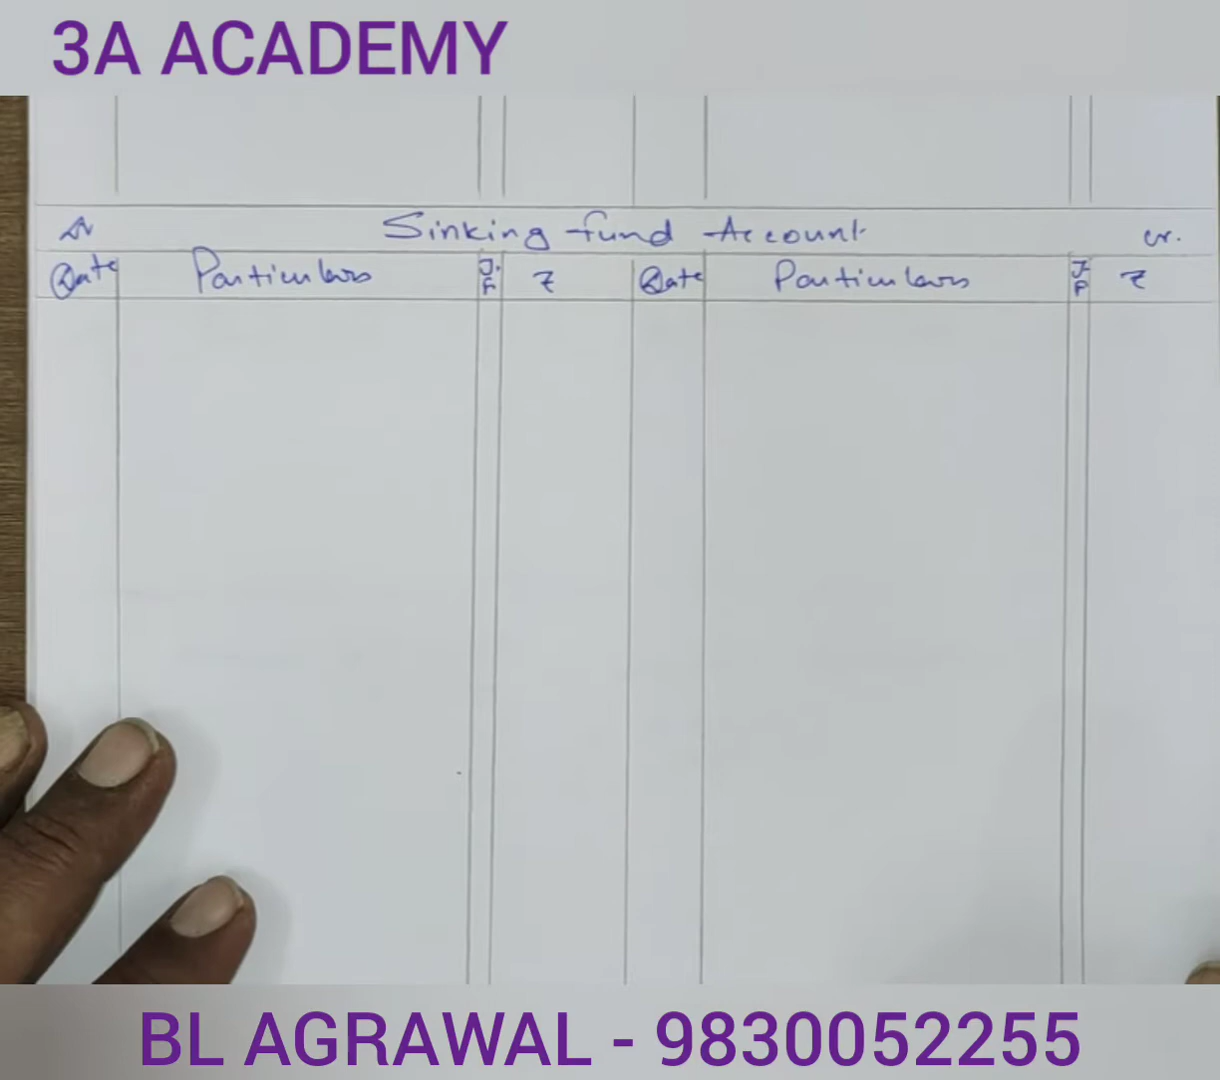 3A ACADEMY
Dr Sinking fund Account cr.
Date Particulars J.F ₹ Date Particulars J.F ₹
BL AGRAWAL - 9830052255